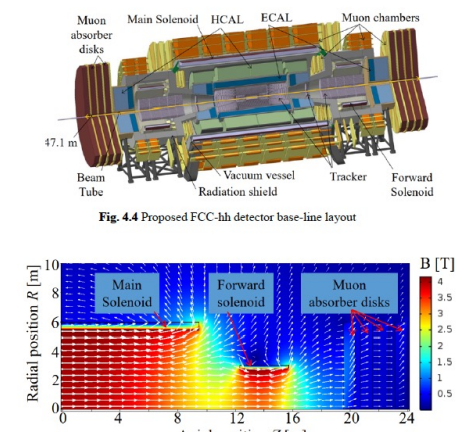 Muon absorber disks
Main Solenoid
HCAL
ECAL
Muon chambers
47.1 m
Beam Tube
Vacuum vessel
Radiation shield
Tracker
Forward Solenoid
Fig. 4.4 Proposed FCC-hh detector base-line layout
B [T]
Radial position R [m]
10
8
6
4
2
0
Main Solenoid
Forward solenoid
Muon absorber disks
4
3.5
3
2.5
2
1.5
1
0.5
0 4 8 12 16 20 24